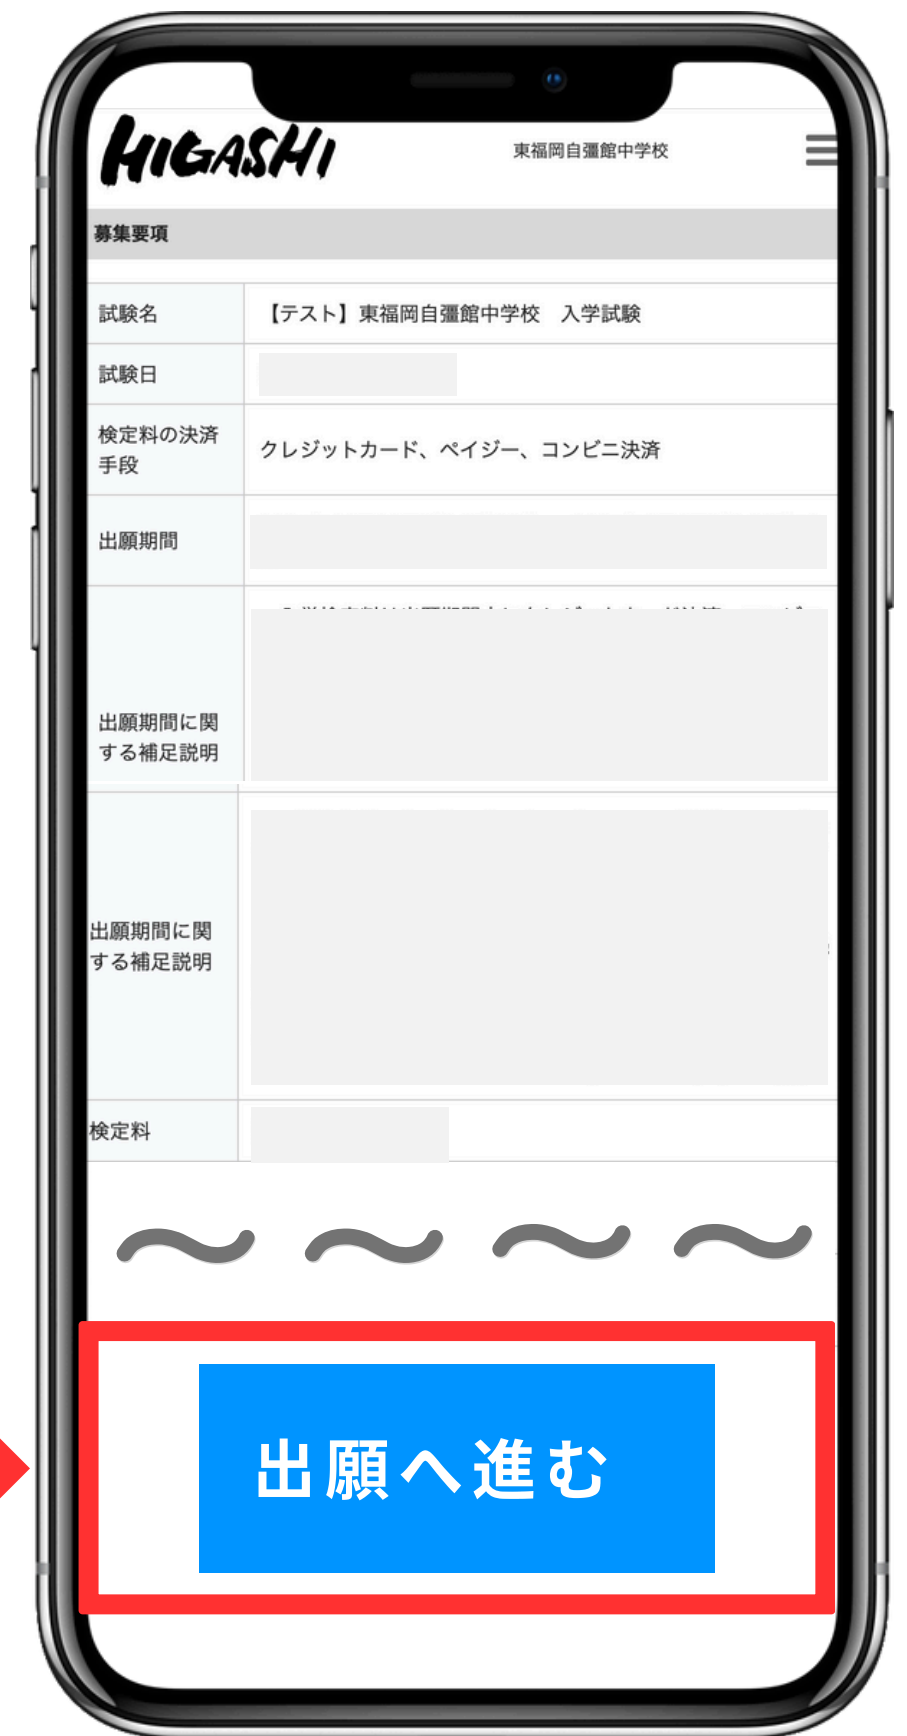 HIGASHI
東福岡自彊館中学校
募集要項
試験名
【テスト】東福岡自彊館中学校　入学試験
試験日
検定料の決済
手段
クレジットカード、ペイジー、コンビニ決済
出願期間
出願期間に関
する補足説明
出願期間に関
する補足説明
検定料
出願へ進む